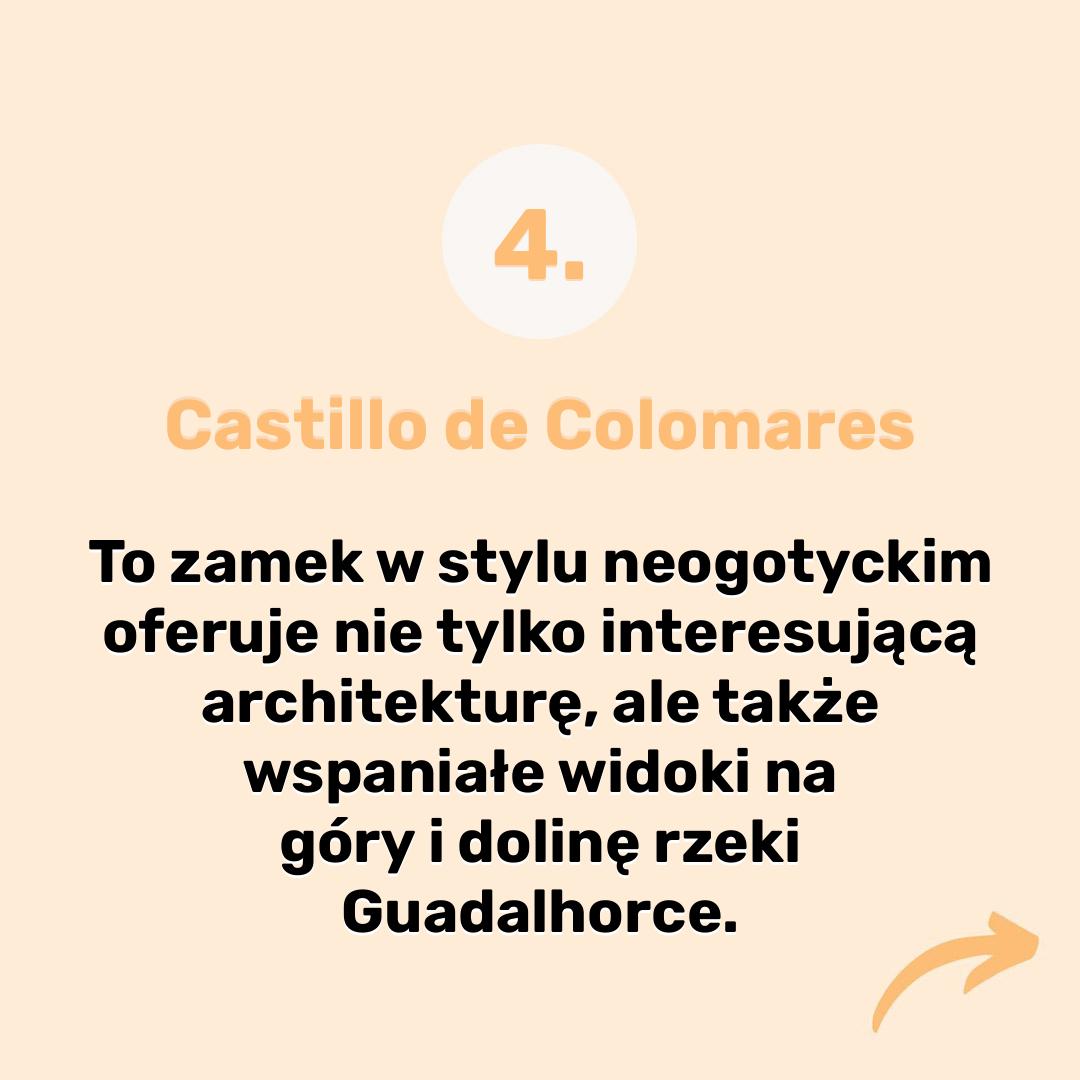 4.
Castillo de Colomares
To zamek w stylu neogotyckim
oferuje nie tylko interesującą
architekturę, ale także
wspaniałe widoki na
góry i dolinę rzeki
Guadalhorce.